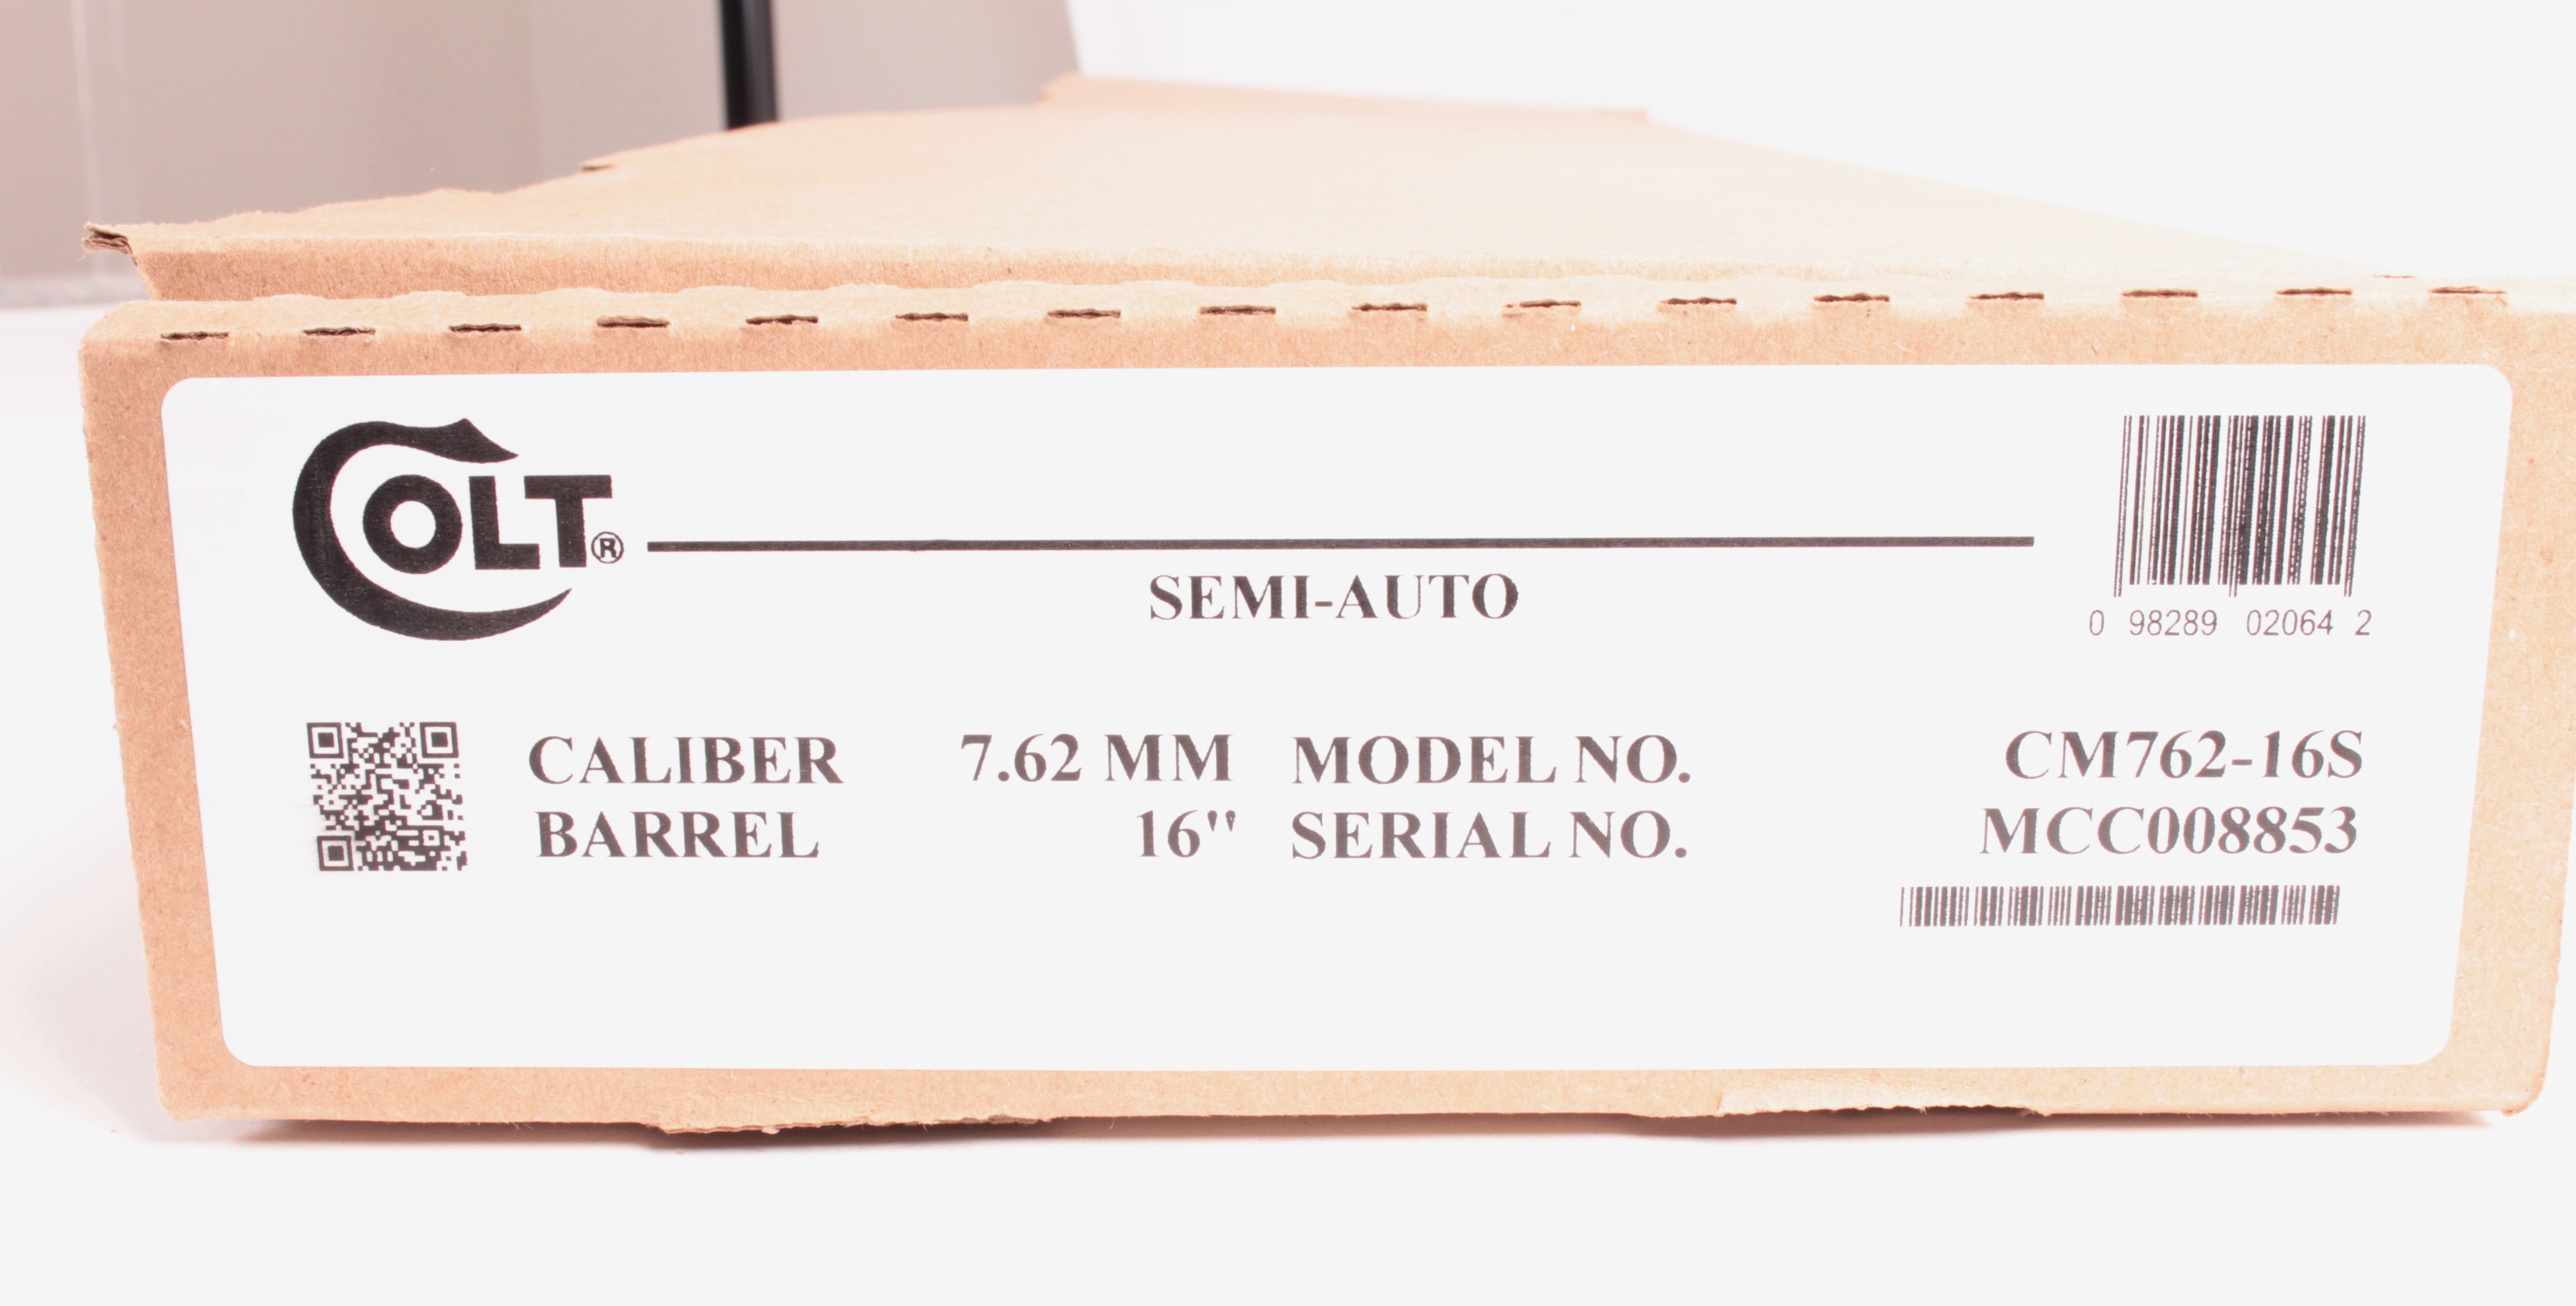 COLT®
SEMI-AUTO
0 98289 02064 2
CALIBER 7.62 MM MODEL NO. CM762-16S
BARREL 16" SERIAL NO. MCC008853